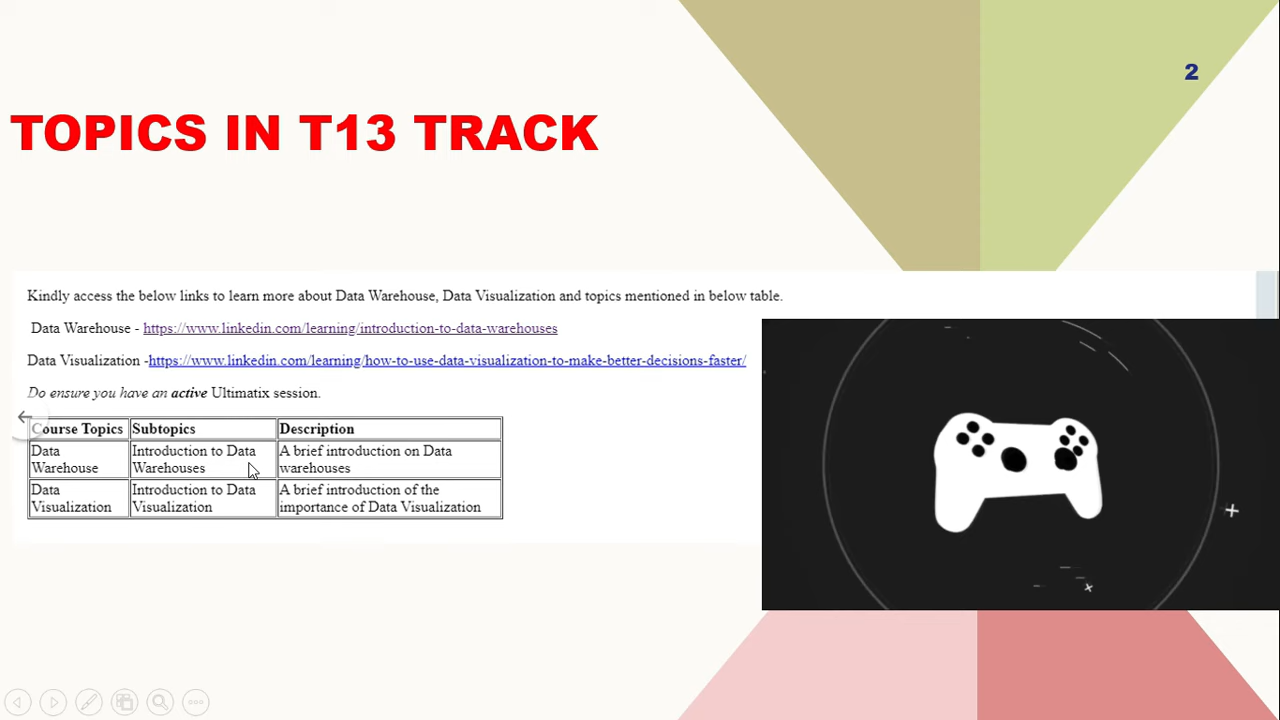 2
TOPICS IN T13 TRACK
Kindly access the below links to learn more about Data Warehouse, Data Visualization and topics mentioned in below table.
Data Warehouse - https://www.linkedin.com/learning/introduction-to-data-warehouses
Data Visualization -https://www.linkedin.com/learning/how-to-use-data-visualization-to-make-better-decisions-faster/
Do ensure you have an active Ultimatix session.
Course Topics Subtopics Description
Data Introduction to Data A brief introduction on Data
Warehouse Warehouses warehouses
Data Introduction to Data A brief introduction of the
Visualization Visualization importance of Data Visualization